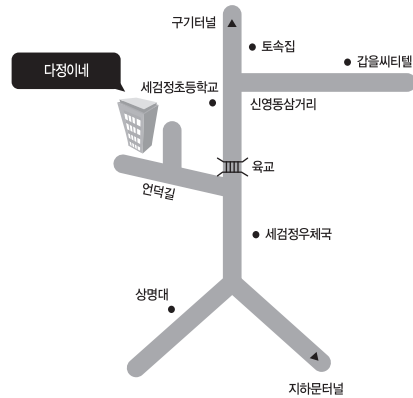 구기터널
토속집
갑을씨티텔
다정이네
세검정초등학교
신영동삼거리
육교
언덕길
세검정우체국
상명대
지하문터널